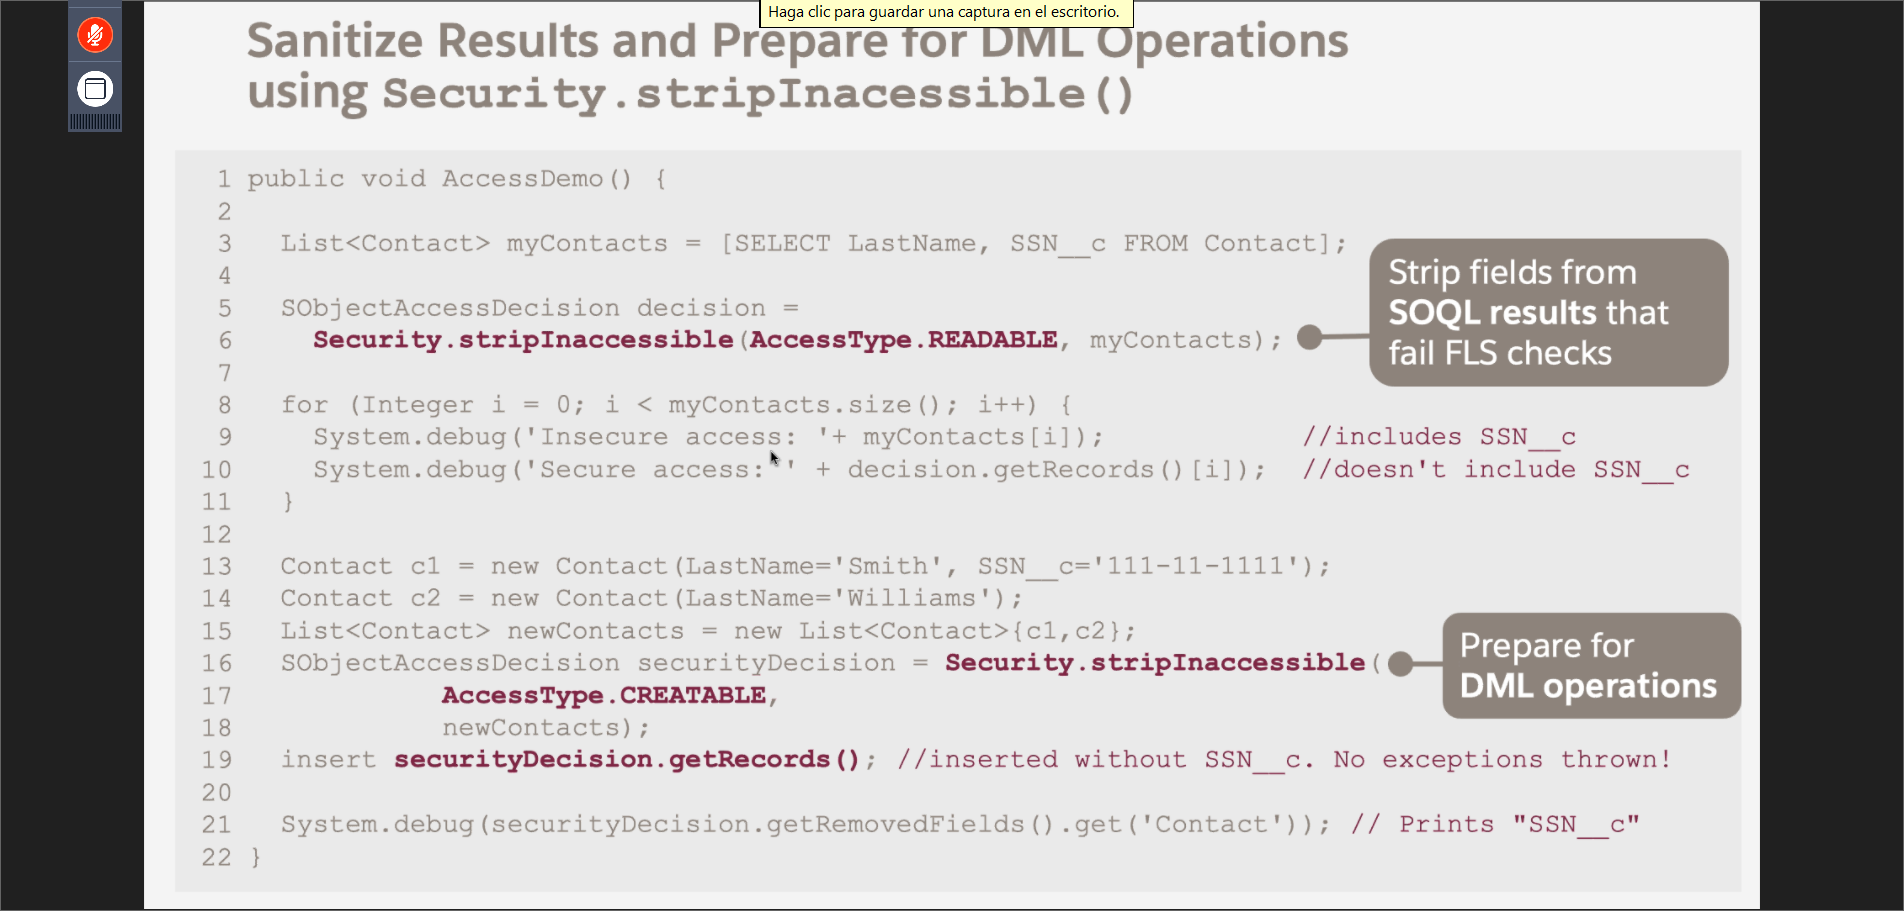 Haga clic para guardar una captura en el escritorio.
Sanitize Results and Prepare for DML Operations
using Security.stripInacessible()
1 public void AccessDemo() {
2
3 List<Contact> myContacts = [SELECT LastName, SSN__c FROM Contact];
4
5 SObjectAccessDecision decision =
6 Security.stripInaccessible(AccessType.READABLE, myContacts);
7
8 for (Integer i = 0; i < myContacts.size(); i++) {
9 System.debug('Insecure access: '+ myContacts[i]); //includes SSN__c
10 System.debug('Secure access: ' + decision.getRecords()[i]); //doesn't include SSN__c
11 }
12
13 Contact c1 = new Contact(LastName='Smith', SSN__c='111-11-1111');
14 Contact c2 = new Contact(LastName='Williams');
15 List<Contact> newContacts = new List<Contact>{c1,c2};
16 SObjectAccessDecision securityDecision = Security.stripInaccessible(
17 AccessType.CREATABLE,
18 newContacts);
19 insert securityDecision.getRecords(); //inserted without SSN__c. No exceptions thrown!
20
21 System.debug(securityDecision.getRemovedFields().get('Contact')); // Prints "SSN__c"
22 }
Strip fields from
SOQL results that
fail FLS checks
Prepare for
DML operations